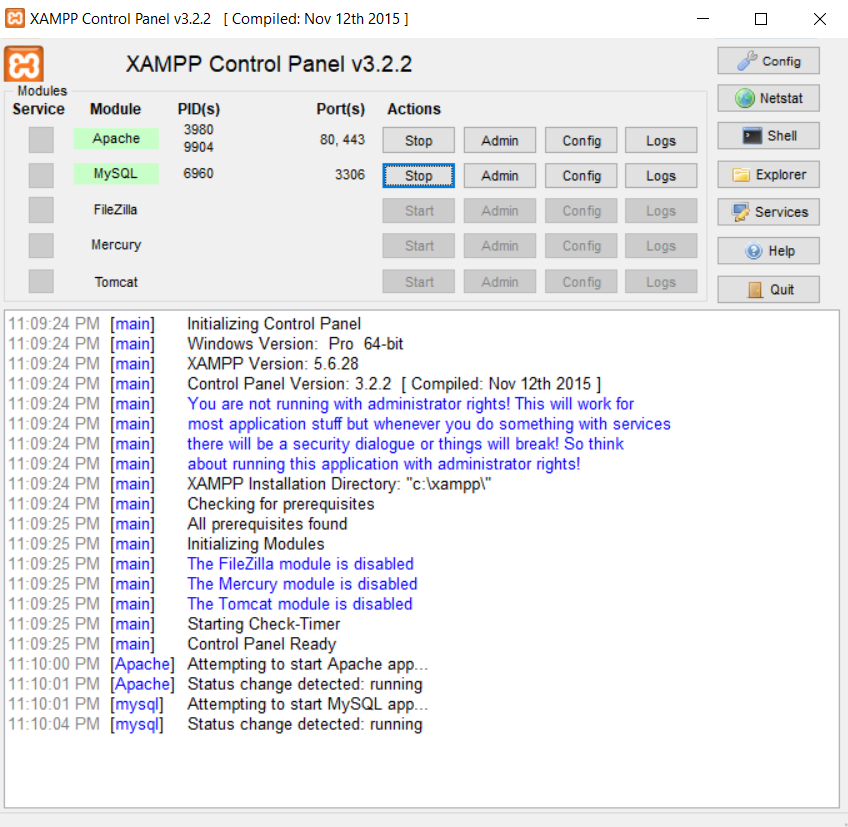 XAMPP Control Panel v3.2.2 [ Compiled: Nov 12th 2015 ]
XAMPP Control Panel v3.2.2
Config
Modules
Service Module PID(s) Port(s) Actions
Netstat
Apache 3980 9904 80, 443 Stop Admin Config Logs
Shell
MySQL 6960 3306 Stop Admin Config Logs
Explorer
FileZilla Start Admin Config Logs
Services
Mercury Start Admin Config Logs
Help
Tomcat Start Admin Config Logs
Quit
11:09:24 PM [main] Initializing Control Panel
11:09:24 PM [main] Windows Version: Pro 64-bit
11:09:24 PM [main] XAMPP Version: 5.6.28
11:09:24 PM [main] Control Panel Version: 3.2.2 [ Compiled: Nov 12th 2015 ]
11:09:24 PM [main] You are not running with administrator rights! This will work for
11:09:24 PM [main] most application stuff but whenever you do something with services
11:09:24 PM [main] there will be a security dialogue or things will break! So think
11:09:24 PM [main] about running this application with administrator rights!
11:09:24 PM [main] XAMPP Installation Directory: "c:\xampp\"
11:09:24 PM [main] Checking for prerequisites
11:09:25 PM [main] All prerequisites found
11:09:25 PM [main] Initializing Modules
11:09:25 PM [main] The FileZilla module is disabled
11:09:25 PM [main] The Mercury module is disabled
11:09:25 PM [main] The Tomcat module is disabled
11:09:25 PM [main] Starting Check-Timer
11:09:25 PM [main] Control Panel Ready
11:10:00 PM [Apache] Attempting to start Apache app...
11:10:01 PM [Apache] Status change detected: running
11:10:01 PM [mysql] Attempting to start MySQL app...
11:10:04 PM [mysql] Status change detected: running